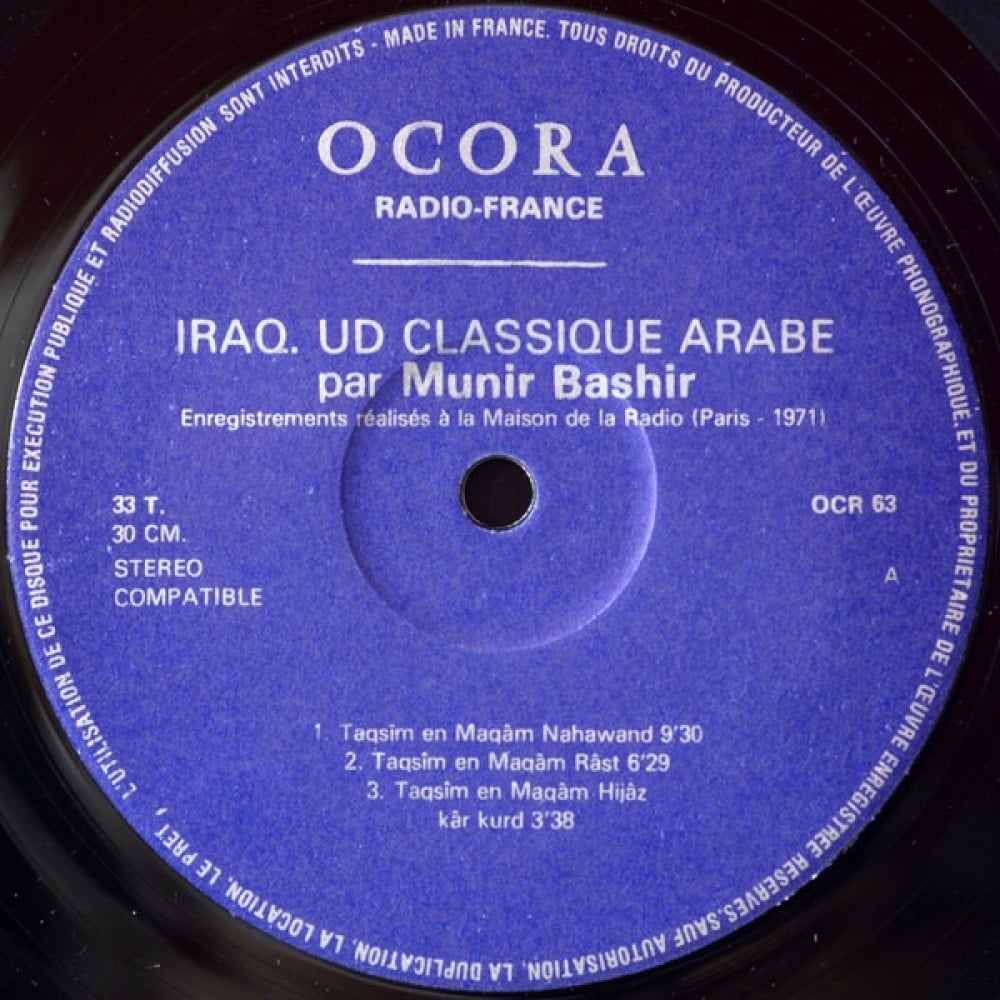 OCORA
RADIO-FRANCE
IRAQ. UD CLASSIQUE ARABE
par Munir Bashir
Enregistrements réalisés à la Maison de la Radio (Paris - 1971)
33 T.
30 CM.
STEREO
COMPATIBLE
OCR 63
A
1. Taqsîm en Maqâm Nahawand 9'30
2. Taqsîm en Maqâm Râst 6'29
3. Taqsîm en Maqâm Hijâz
kâr kurd 3'38
MADE IN FRANCE. TOUS DROITS DU PRODUCTEUR DE L'ŒUVRE PHONOGRAPHIQUE ET DU PROPRIETAIRE DE L'ŒUVRE ENREGISTREE RESERVES. SAUF AUTORISATION, LA DUPLICATION, LA LOCATION, LE PRET, L'UTILISATION DE CE DISQUE POUR EXECUTION PUBLIQUE ET RADIODIFFUSION SONT INTERDITS -